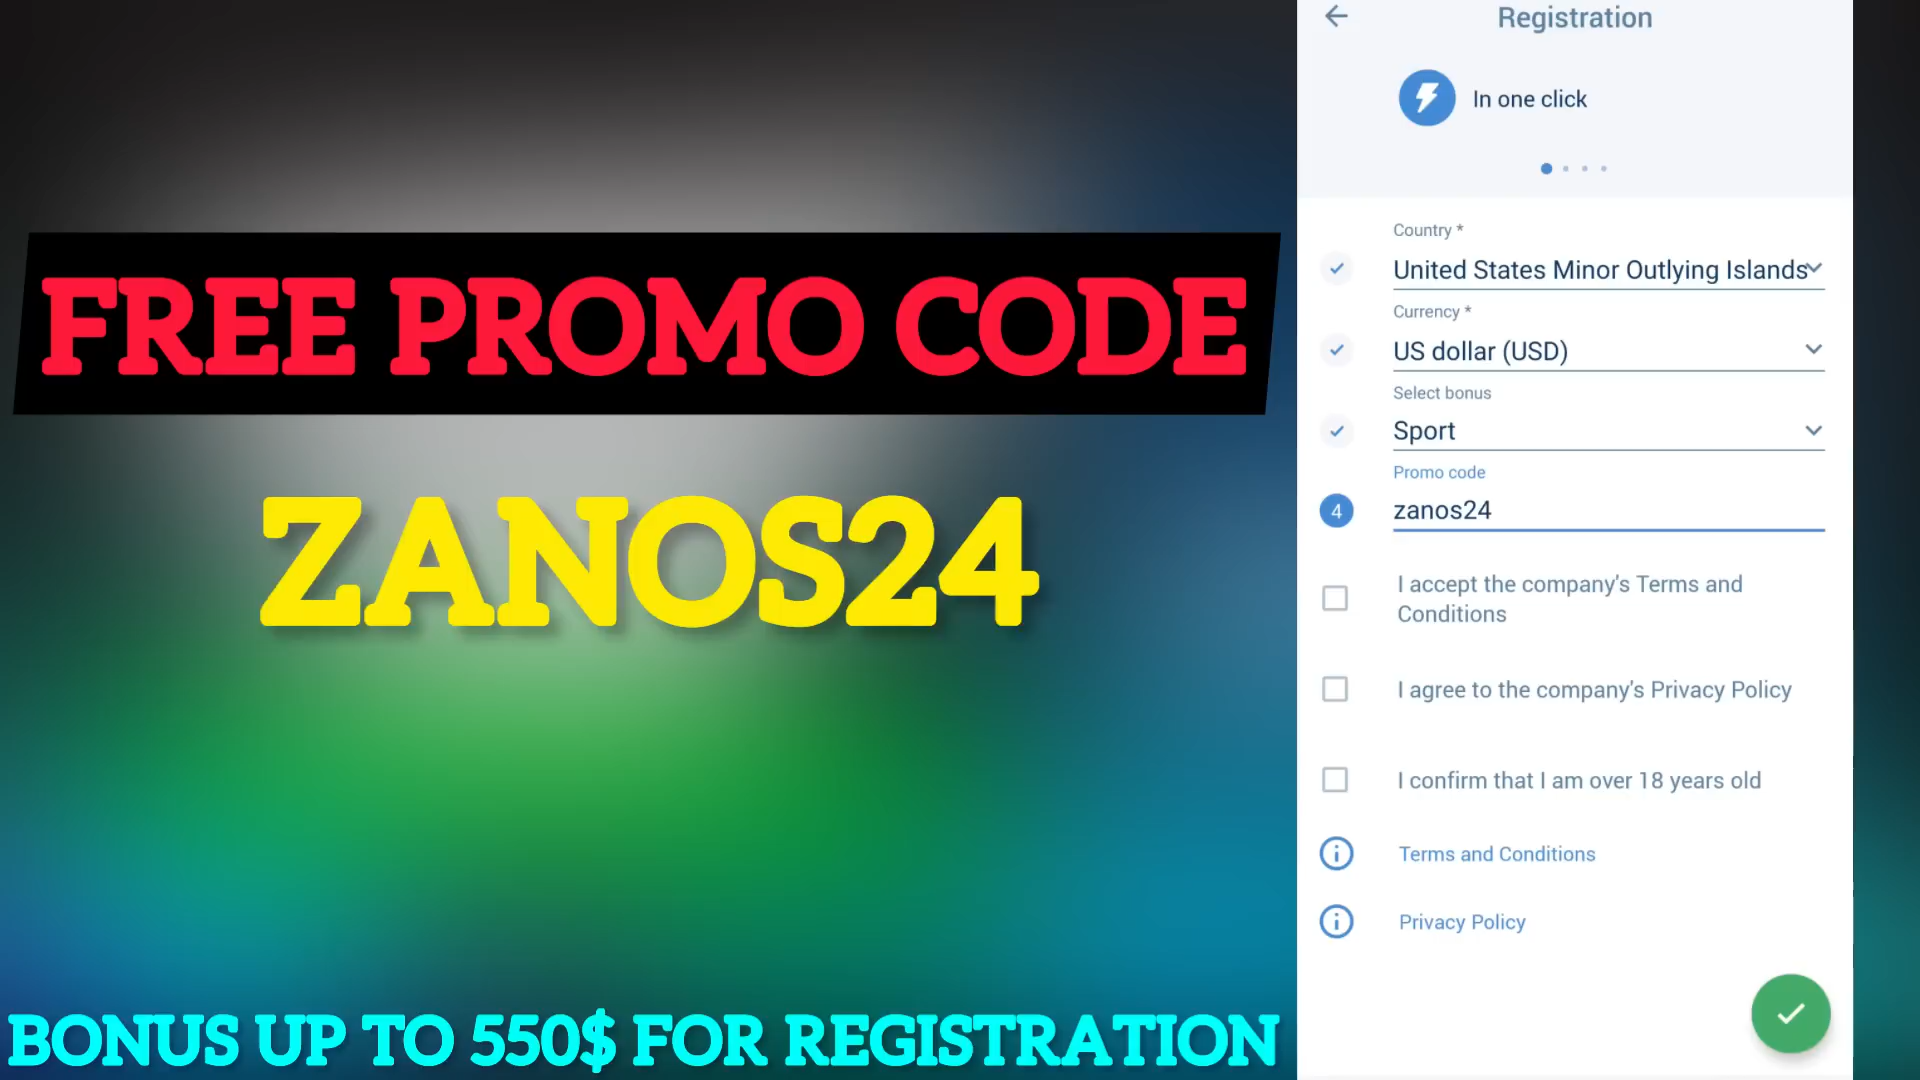 FREE PROMO CODE
ZANOS24
BONUS UP TO 550$ FOR REGISTRATION
Registration
In one click
Country *
United States Minor Outlying Islands
Currency *
US dollar (USD)
Select bonus
Sport
Promo code
4
zanos24
I accept the company's Terms and
Conditions
I agree to the company's Privacy Policy
I confirm that I am over 18 years old
Terms and Conditions
Privacy Policy